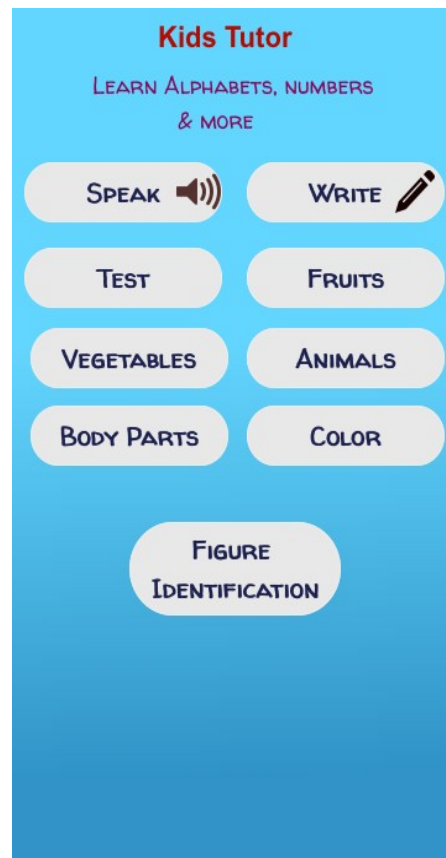 Kids Tutor
Learn Alphabets, numbers
& more
Speak
Write
Test
Fruits
Vegetables
Animals
Body Parts
Color
Figure
Identification